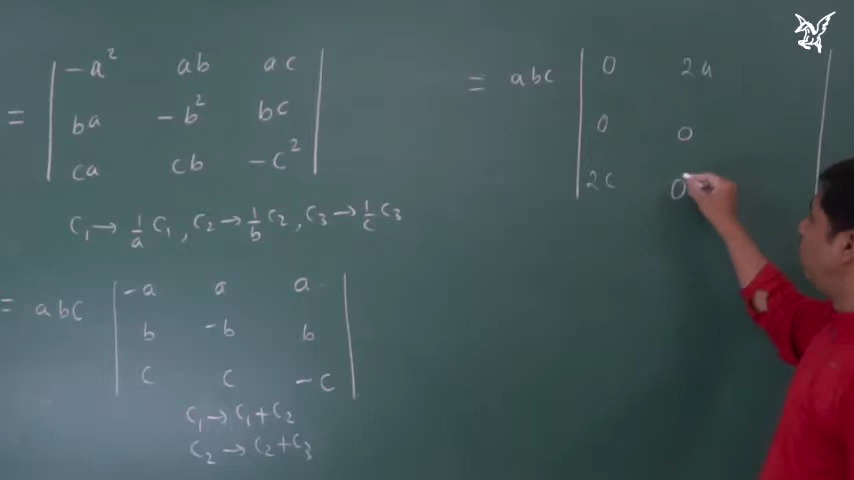 = | -a² ab ac |
| ba -b² bc |
| ca cb -c² |
C₁ → 1/a C₁, C₂ → 1/b C₂, C₃ → 1/c C₃
= abc | -a a a |
| b -b b |
| c c -c |
C₁ → C₁ + C₂
C₂ → C₂ + C₃
= abc | 0 2a |
| 0 0 |
| 2c 0